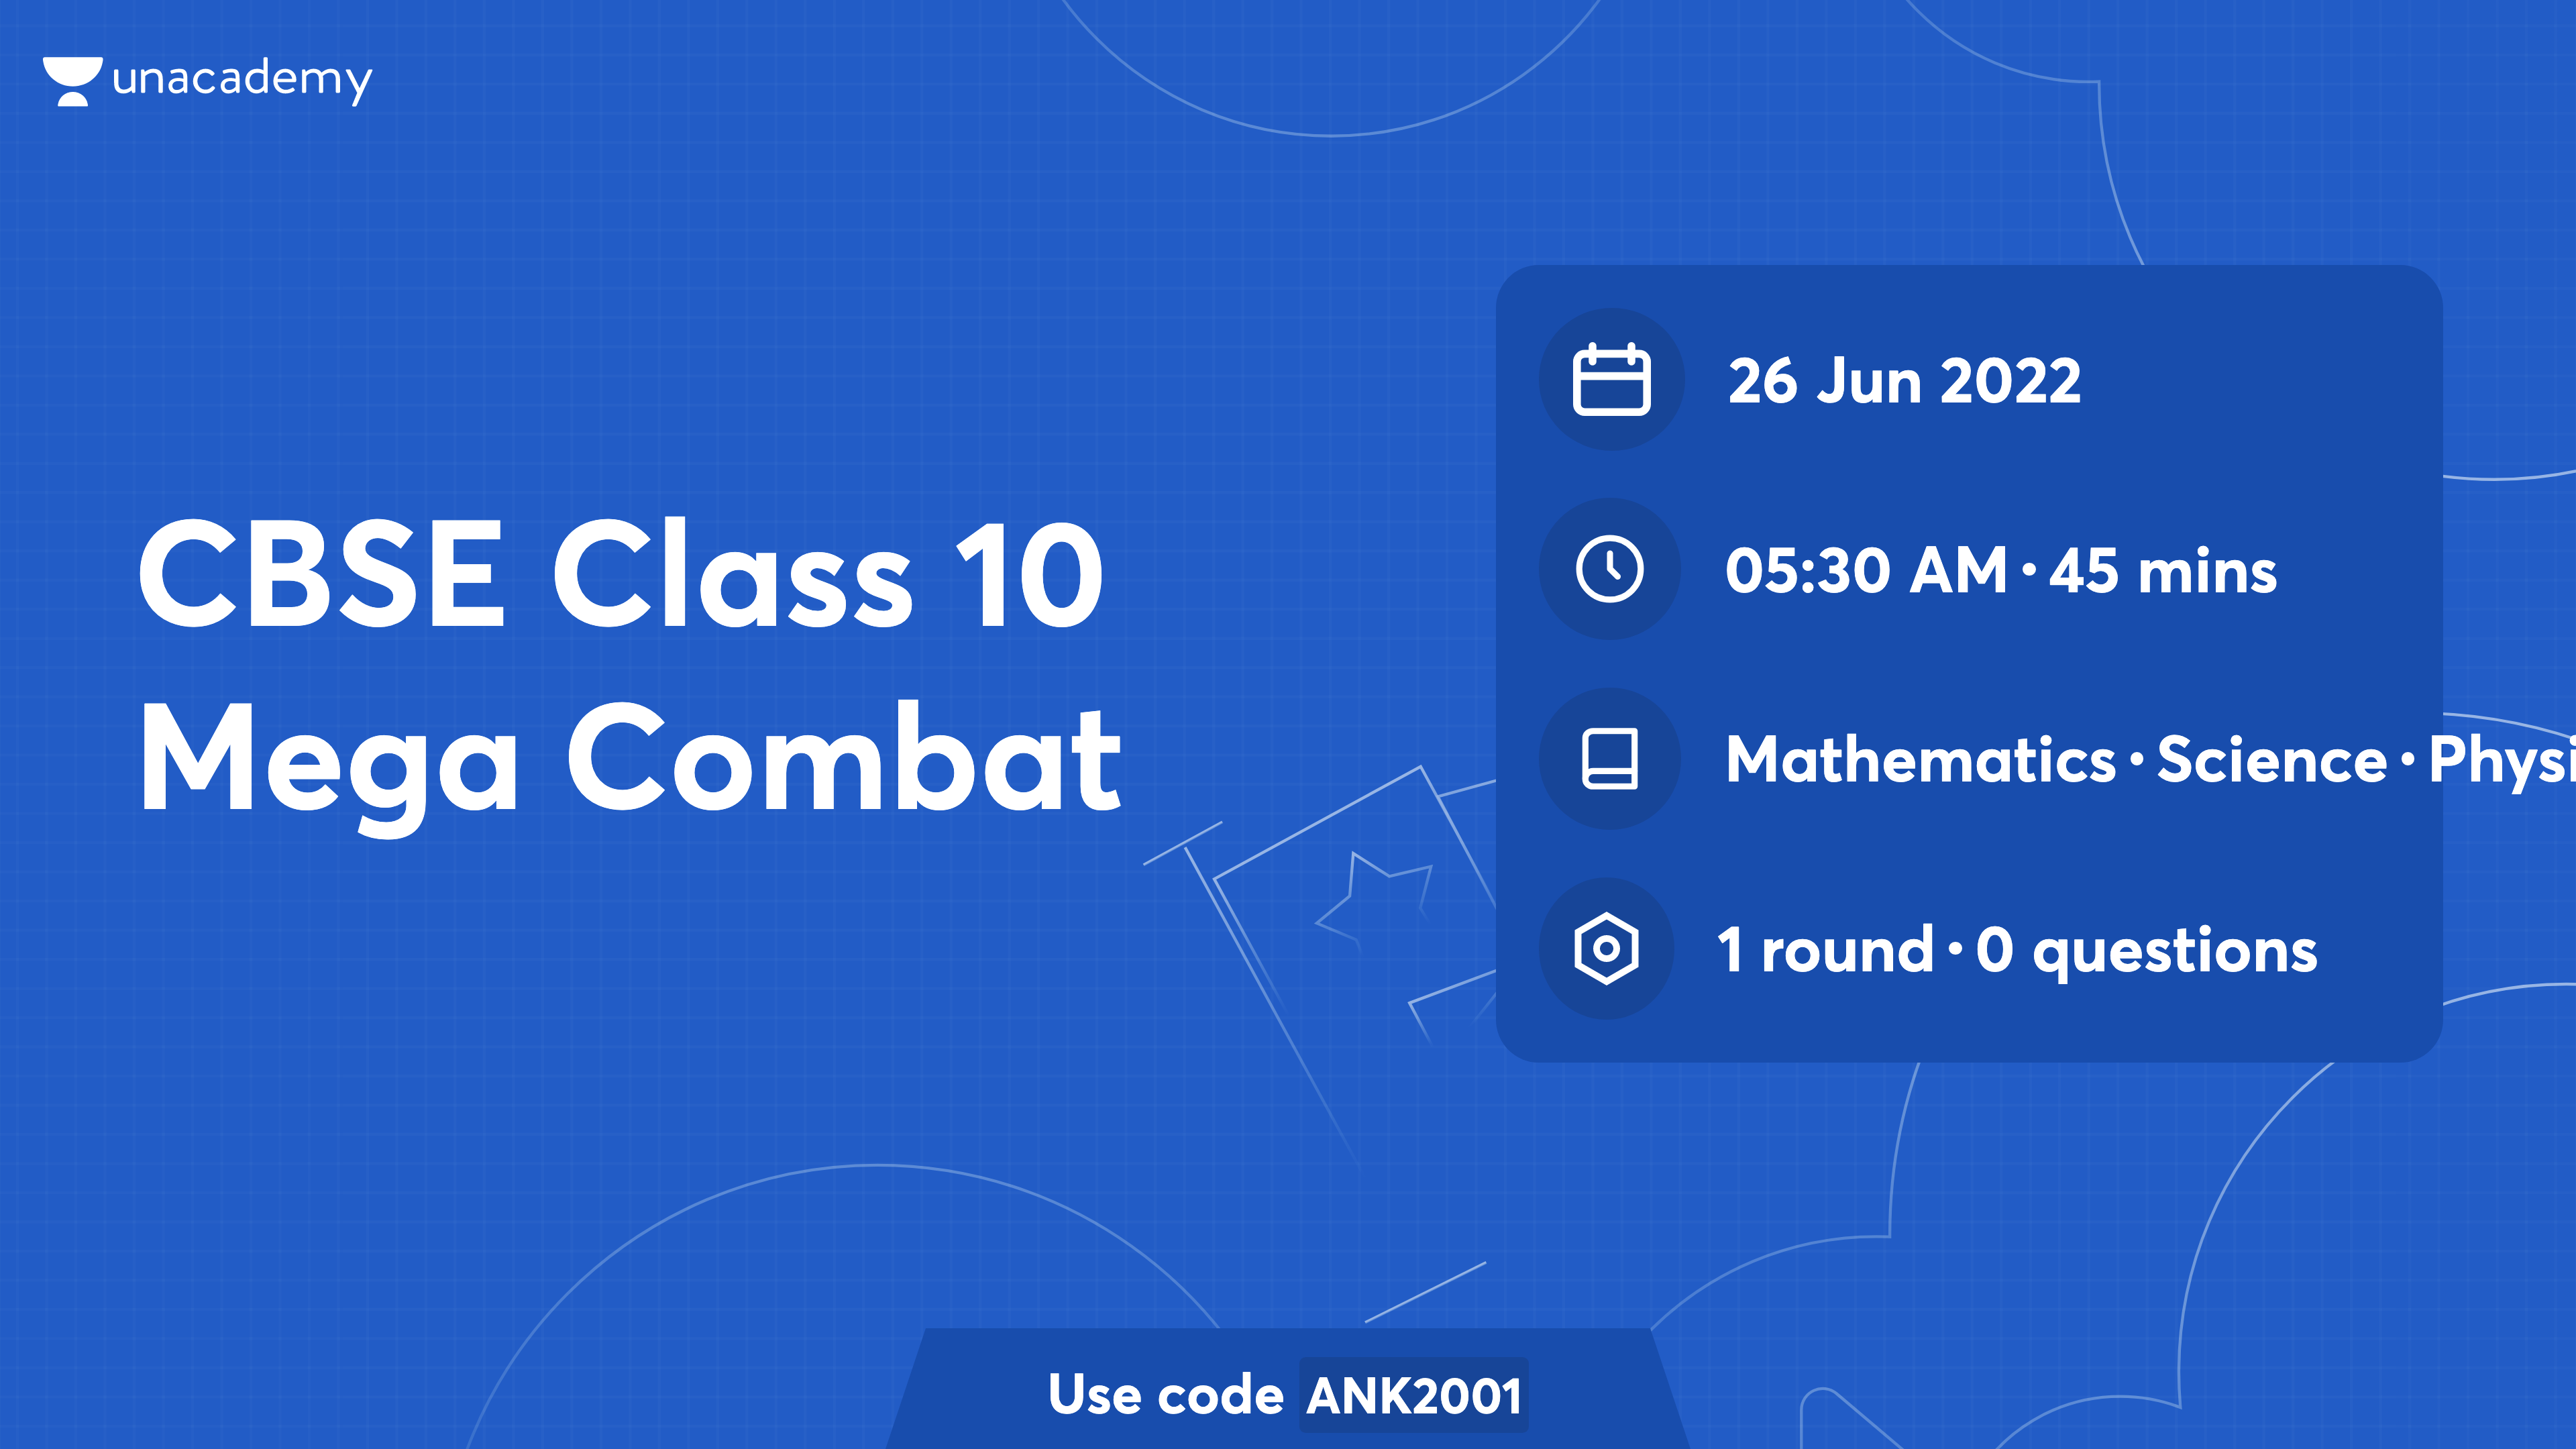 unacademy
CBSE Class 10
Mega Combat
26 Jun 2022
05:30 AM · 45 mins
Mathematics · Science · Physi
1 round · 0 questions
Use code ANK2001